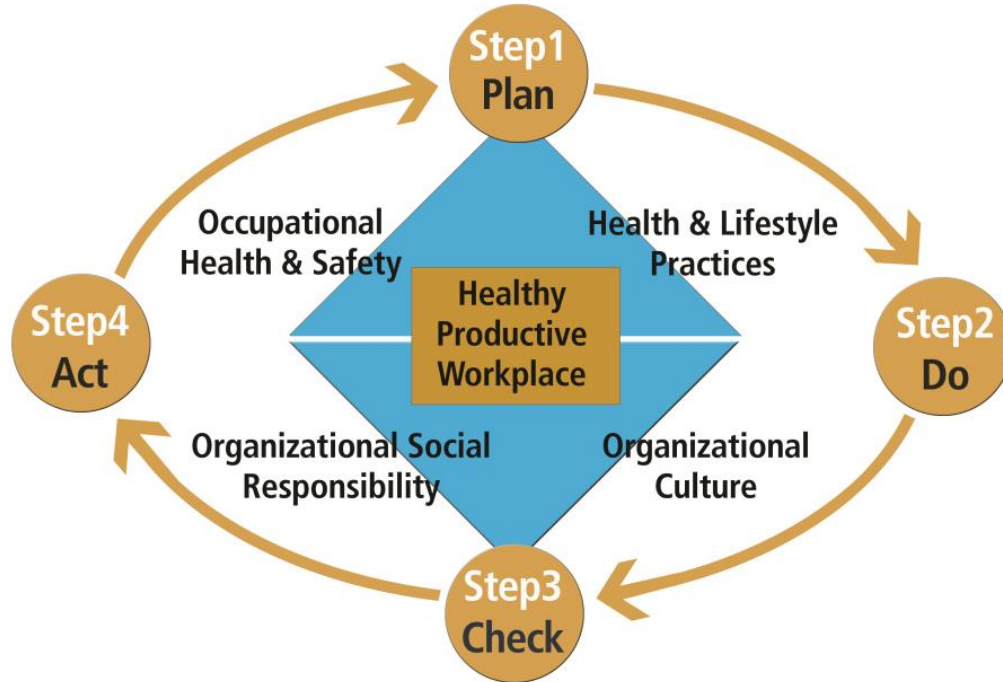 Step1
Plan
Occupational
Health & Safety
Health & Lifestyle
Practices
Healthy
Productive
Workplace
Step4
Act
Step2
Do
Organizational Social
Responsibility
Organizational
Culture
Step3
Check